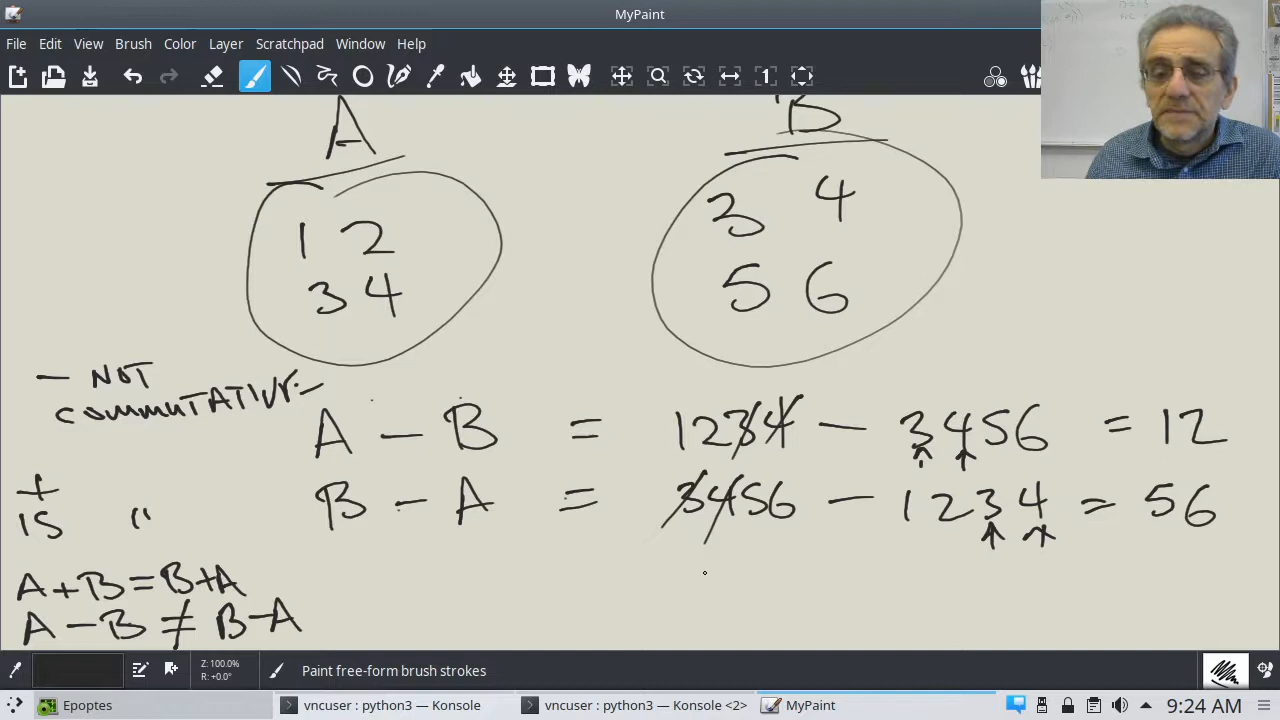 MyPaint
File Edit View Brush Color Layer Scratchpad Window Help
A B
1 2 3 4
3 4 5 6
— NOT
COMMUTATIVE
A — B = 1234 — 3456 = 12
B — A = 3456 — 1234 = 56
+
IS "
A+B=B+A
A—B≠B—A
Z: 100.0%
R: +0.0°
Paint free-form brush strokes
Epoptes vncuser : python3 — Konsole vncuser : python3 — Konsole <2> MyPaint 9:24 AM